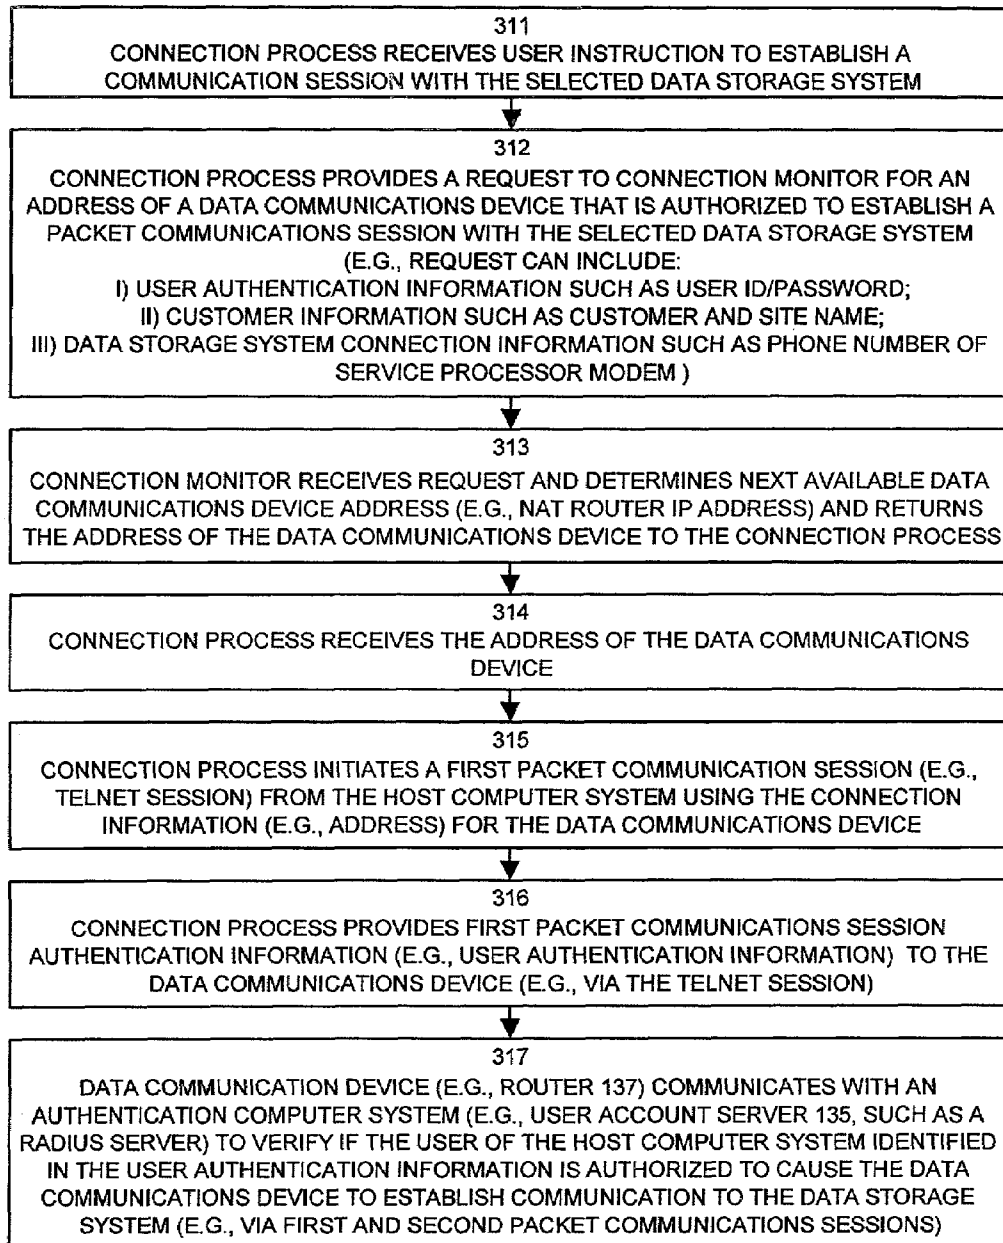 311
CONNECTION PROCESS RECEIVES USER INSTRUCTION TO ESTABLISH A
COMMUNICATION SESSION WITH THE SELECTED DATA STORAGE SYSTEM
312
CONNECTION PROCESS PROVIDES A REQUEST TO CONNECTION MONITOR FOR AN
ADDRESS OF A DATA COMMUNICATIONS DEVICE THAT IS AUTHORIZED TO ESTABLISH A
PACKET COMMUNICATIONS SESSION WITH THE SELECTED DATA STORAGE SYSTEM
(E.G., REQUEST CAN INCLUDE:
I) USER AUTHENTICATION INFORMATION SUCH AS USER ID/PASSWORD;
II) CUSTOMER INFORMATION SUCH AS CUSTOMER AND SITE NAME;
III) DATA STORAGE SYSTEM CONNECTION INFORMATION SUCH AS PHONE NUMBER OF
SERVICE PROCESSOR MODEM )
313
CONNECTION MONITOR RECEIVES REQUEST AND DETERMINES NEXT AVAILABLE DATA
COMMUNICATIONS DEVICE ADDRESS (E.G., NAT ROUTER IP ADDRESS) AND RETURNS
THE ADDRESS OF THE DATA COMMUNICATIONS DEVICE TO THE CONNECTION PROCESS
314
CONNECTION PROCESS RECEIVES THE ADDRESS OF THE DATA COMMUNICATIONS
DEVICE
315
CONNECTION PROCESS INITIATES A FIRST PACKET COMMUNICATION SESSION (E.G.,
TELNET SESSION) FROM THE HOST COMPUTER SYSTEM USING THE CONNECTION
INFORMATION (E.G., ADDRESS) FOR THE DATA COMMUNICATIONS DEVICE
316
CONNECTION PROCESS PROVIDES FIRST PACKET COMMUNICATIONS SESSION
AUTHENTICATION INFORMATION (E.G., USER AUTHENTICATION INFORMATION) TO THE
DATA COMMUNICATIONS DEVICE (E.G., VIA THE TELNET SESSION)
317
DATA COMMUNICATION DEVICE (E.G., ROUTER 137) COMMUNICATES WITH AN
AUTHENTICATION COMPUTER SYSTEM (E.G., USER ACCOUNT SERVER 135, SUCH AS A
RADIUS SERVER) TO VERIFY IF THE USER OF THE HOST COMPUTER SYSTEM IDENTIFIED
IN THE USER AUTHENTICATION INFORMATION IS AUTHORIZED TO CAUSE THE DATA
COMMUNICATIONS DEVICE TO ESTABLISH COMMUNICATION TO THE DATA STORAGE
SYSTEM (E.G., VIA FIRST AND SECOND PACKET COMMUNICATIONS SESSIONS)